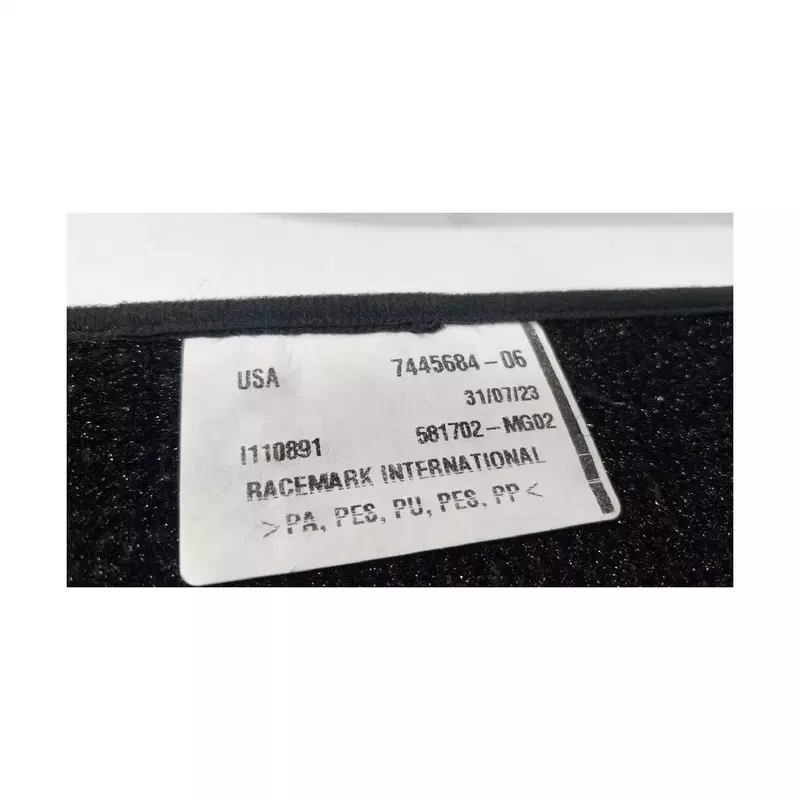 USA 7445684-06
31/07/23
I110891 581702-MG02
RACEMARK INTERNATIONAL
>PA, PES, PU, PES, PP<